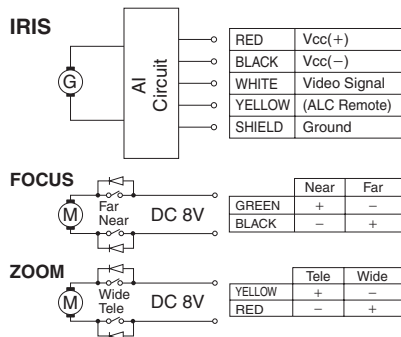 IRIS
G
AI Circuit
RED Vcc(+)
BLACK Vcc(−)
WHITE Video Signal
YELLOW (ALC Remote)
SHIELD Ground
FOCUS
M
Far
Near
DC 8V
Near Far
GREEN + −
BLACK − +
ZOOM
M
Wide
Tele
DC 8V
Tele Wide
YELLOW + −
RED − +